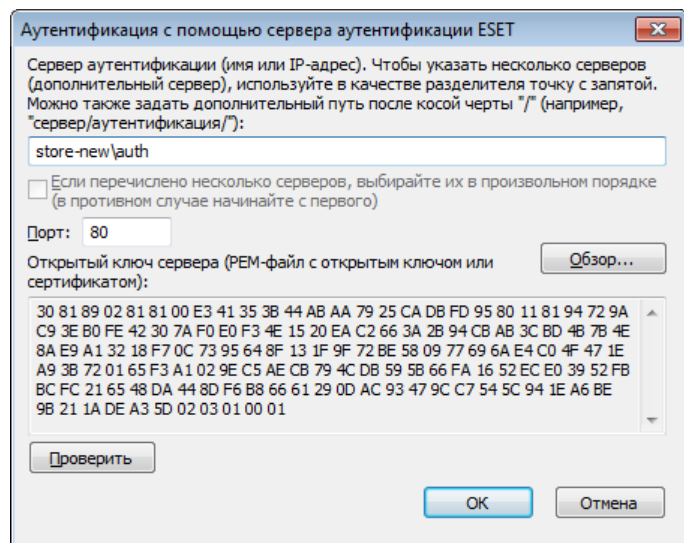 Аутентификация с помощью сервера аутентификации ESET
Сервер аутентификации (имя или IP-адрес). Чтобы указать несколько серверов
(дополнительный сервер), используйте в качестве разделителя точку с запятой.
Можно также задать дополнительный путь после косой черты "/" (например,
"сервер/аутентификация/"):
store-new\auth
Если перечислено несколько серверов, выбирайте их в произвольном порядке
(в противном случае начинайте с первого)
Порт: 80
Обзор...
Открытый ключ сервера (PEM-файл с открытым ключом или
сертификатом):
30 81 89 02 81 81 00 E3 41 35 3B 44 AB AA 79 25 CA DB FD 95 80 11 81 94 72 9A
C9 3E B0 FE 42 30 7A F0 E0 F3 4E 15 20 EA C2 66 3A 2B 94 CB AB 3C BD 4B 7B 4E
8A E9 A1 32 18 F7 0C 73 95 64 8F 13 1F 9F 72 BE 58 09 77 69 6A E4 C0 4F 47 1E
A9 3B 72 01 65 F3 A1 02 9E C5 AE CB 79 4C DB 59 5B 66 FA 16 52 EC E0 39 52 FB
BC FC 21 65 48 DA 44 8D F6 B8 66 61 29 0D AC 93 47 9C C7 54 5C 94 1E A6 BE
9B 21 1A DE A3 5D 02 03 01 00 01
Проверить
OK
Отмена